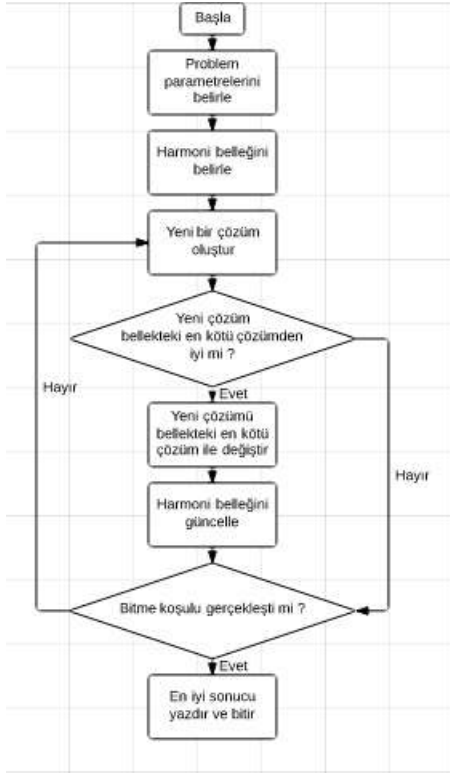 Başla
Problem
parametrelerini
belirle
Harmoni belleğini
belirle
Yeni bir çözüm
oluştur
Yeni çözüm
bellekteki en kötü çözümden
iyi mi ?
Hayır
Evet
Yeni çözümü
bellekteki en kötü
çözüm ile değiştir
Hayır
Harmoni belleğini
güncelle
Bitme koşulu gerçekleşti mi ?
Evet
En iyi sonucu
yazdır ve bitir